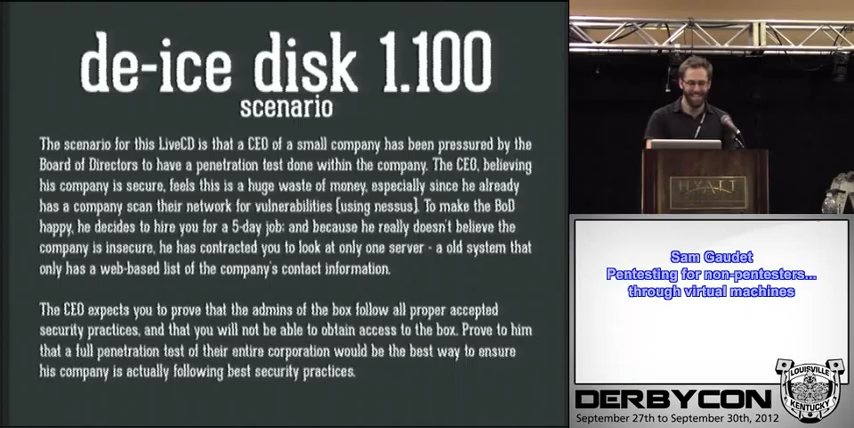 de-ice disk 1.100
scenario
The scenario for this LiveCD is that a CEO of a small company has been pressured by the
Board of Directors to have a penetration test done within the company. The CEO, believing
his company is secure, feels this is a huge waste of money, especially since he already
has a company scan their network for vulnerabilities (using nessus). To make the BoD
happy, he decides to hire you for a 5-day job; and because he really doesn't believe the
company is insecure, he has contracted you to look at only one server - a old system that
only has a web-based list of the company's contact information.
The CEO expects you to prove that the admins of the box follow all proper accepted
security practices, and that you will not be able to obtain access to the box. Prove to him
that a full penetration test of their entire corporation would be the best way to ensure
his company is actually following best security practices.
HYATT
Sam Gaudet
Pentesting for non-pentesters...
through virtual machines
DERBYCON
September 27th to September 30th, 2012
LOUISVILLE
KENTUCKY